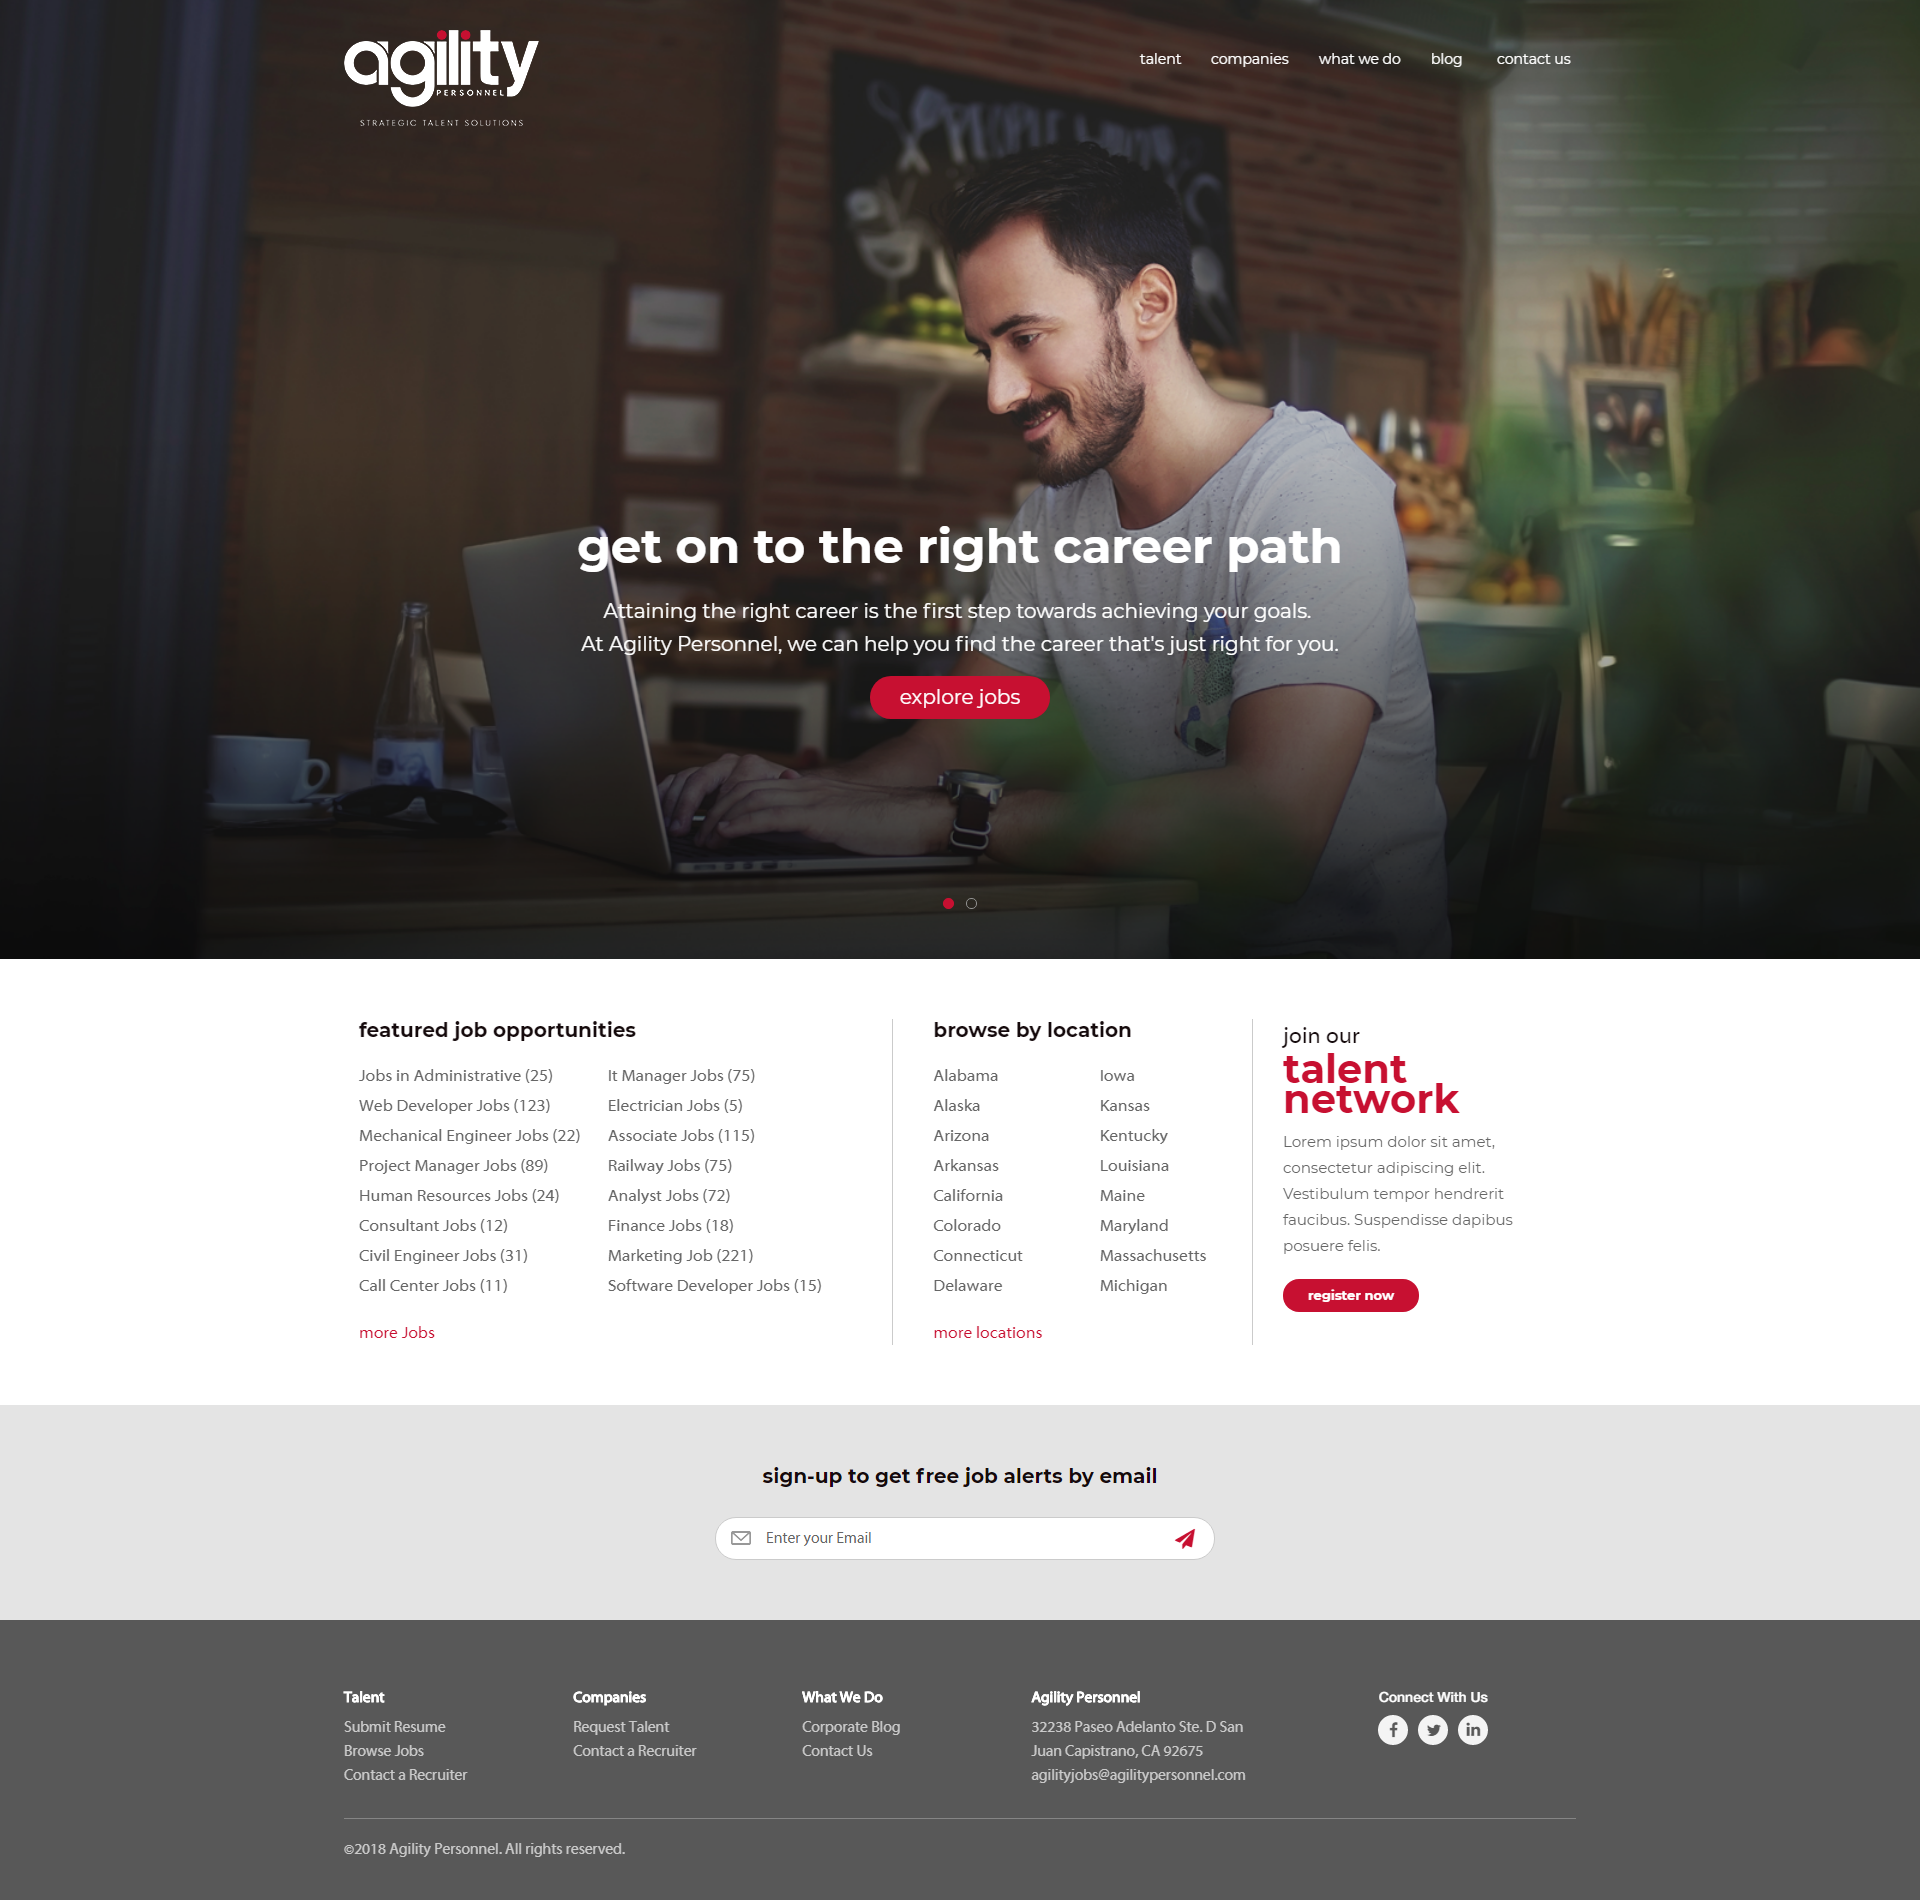 agility
PERSONNEL
STRATEGIC TALENT SOLUTIONS
talent companies what we do blog contact us
PEOPLE
get on to the right career path
Attaining the right career is the first step towards achieving your goals.
At Agility Personnel, we can help you find the career that's just right for you.
explore jobs
featured job opportunities
Jobs in Administrative (25)
Web Developer Jobs (123)
Mechanical Engineer Jobs (22)
Project Manager Jobs (89)
Human Resources Jobs (24)
Consultant Jobs (12)
Civil Engineer Jobs (31)
Call Center Jobs (11)
It Manager Jobs (75)
Electrician Jobs (5)
Associate Jobs (115)
Railway Jobs (75)
Analyst Jobs (72)
Finance Jobs (18)
Marketing Job (221)
Software Developer Jobs (15)
more Jobs
browse by location
Alabama
Alaska
Arizona
Arkansas
California
Colorado
Connecticut
Delaware
Iowa
Kansas
Kentucky
Louisiana
Maine
Maryland
Massachusetts
Michigan
more locations
join our
talent
network
Lorem ipsum dolor sit amet,
consectetur adipiscing elit.
Vestibulum tempor hendrerit
faucibus. Suspendisse dapibus
posuere felis.
register now
sign-up to get free job alerts by email
Enter your Email
Talent
Submit Resume
Browse Jobs
Contact a Recruiter
Companies
Request Talent
Contact a Recruiter
What We Do
Corporate Blog
Contact Us
Agility Personnel
32238 Paseo Adelanto Ste. D San
Juan Capistrano, CA 92675
agilityjobs@agilitypersonnel.com
Connect With Us
f in
©2018 Agility Personnel. All rights reserved.